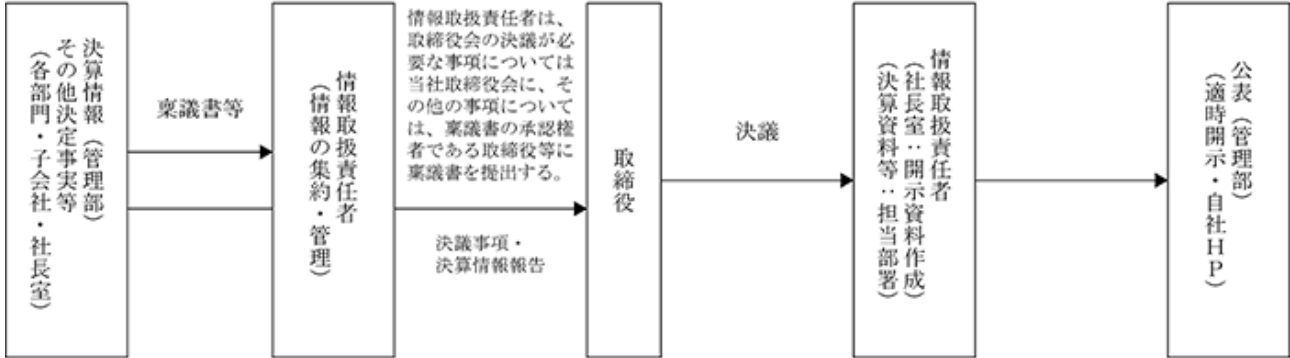 決算情報（管理部）
その他決定事実等
（各部門・子会社・社長室）
稟議書等
情報取扱責任者
（情報の集約・管理）
情報取扱責任者は、
取締役会の決議が必
要な事項については
当社取締役会に、そ
の他の事項について
は、稟議書の承認権
者である取締役等に
稟議書を提出する。
決議事項・
決算情報報告
取締役
決議
情報取扱責任者
（社長室：開示資料作成）
（決算資料等：担当部署）
公表（管理部）
（適時開示・自社HP）